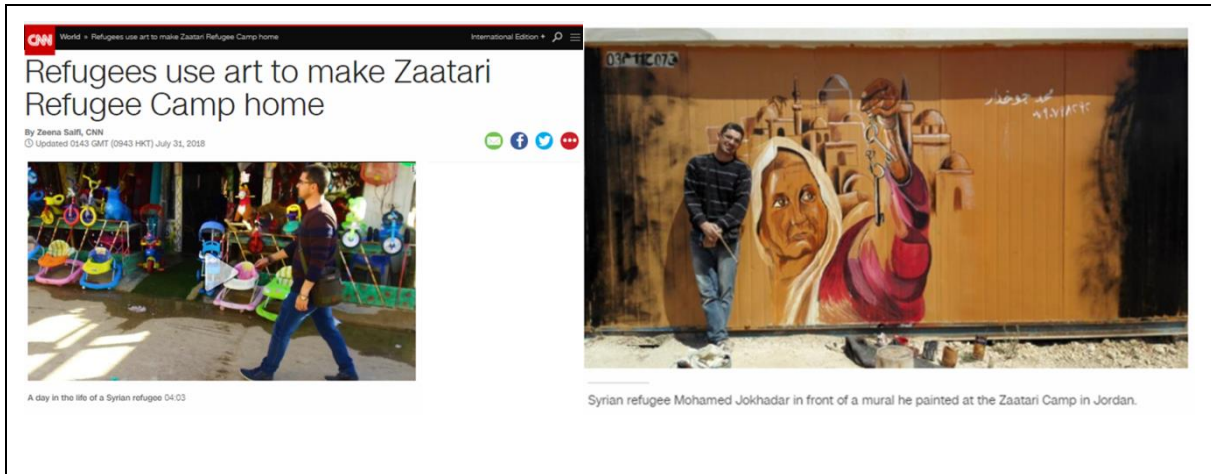 CNN
World » Refugees use art to make Zaatari Refugee Camp home
International Edition
Refugees use art to make Zaatari
Refugee Camp home
By Zeena Saifi, CNN
Updated 0143 GMT (0943 HKT) July 31, 2018
A day in the life of a Syrian refugee 04:03
محمد جوخدار
Syrian refugee Mohamed Jokhadar in front of a mural he painted at the Zaatari Camp in Jordan.